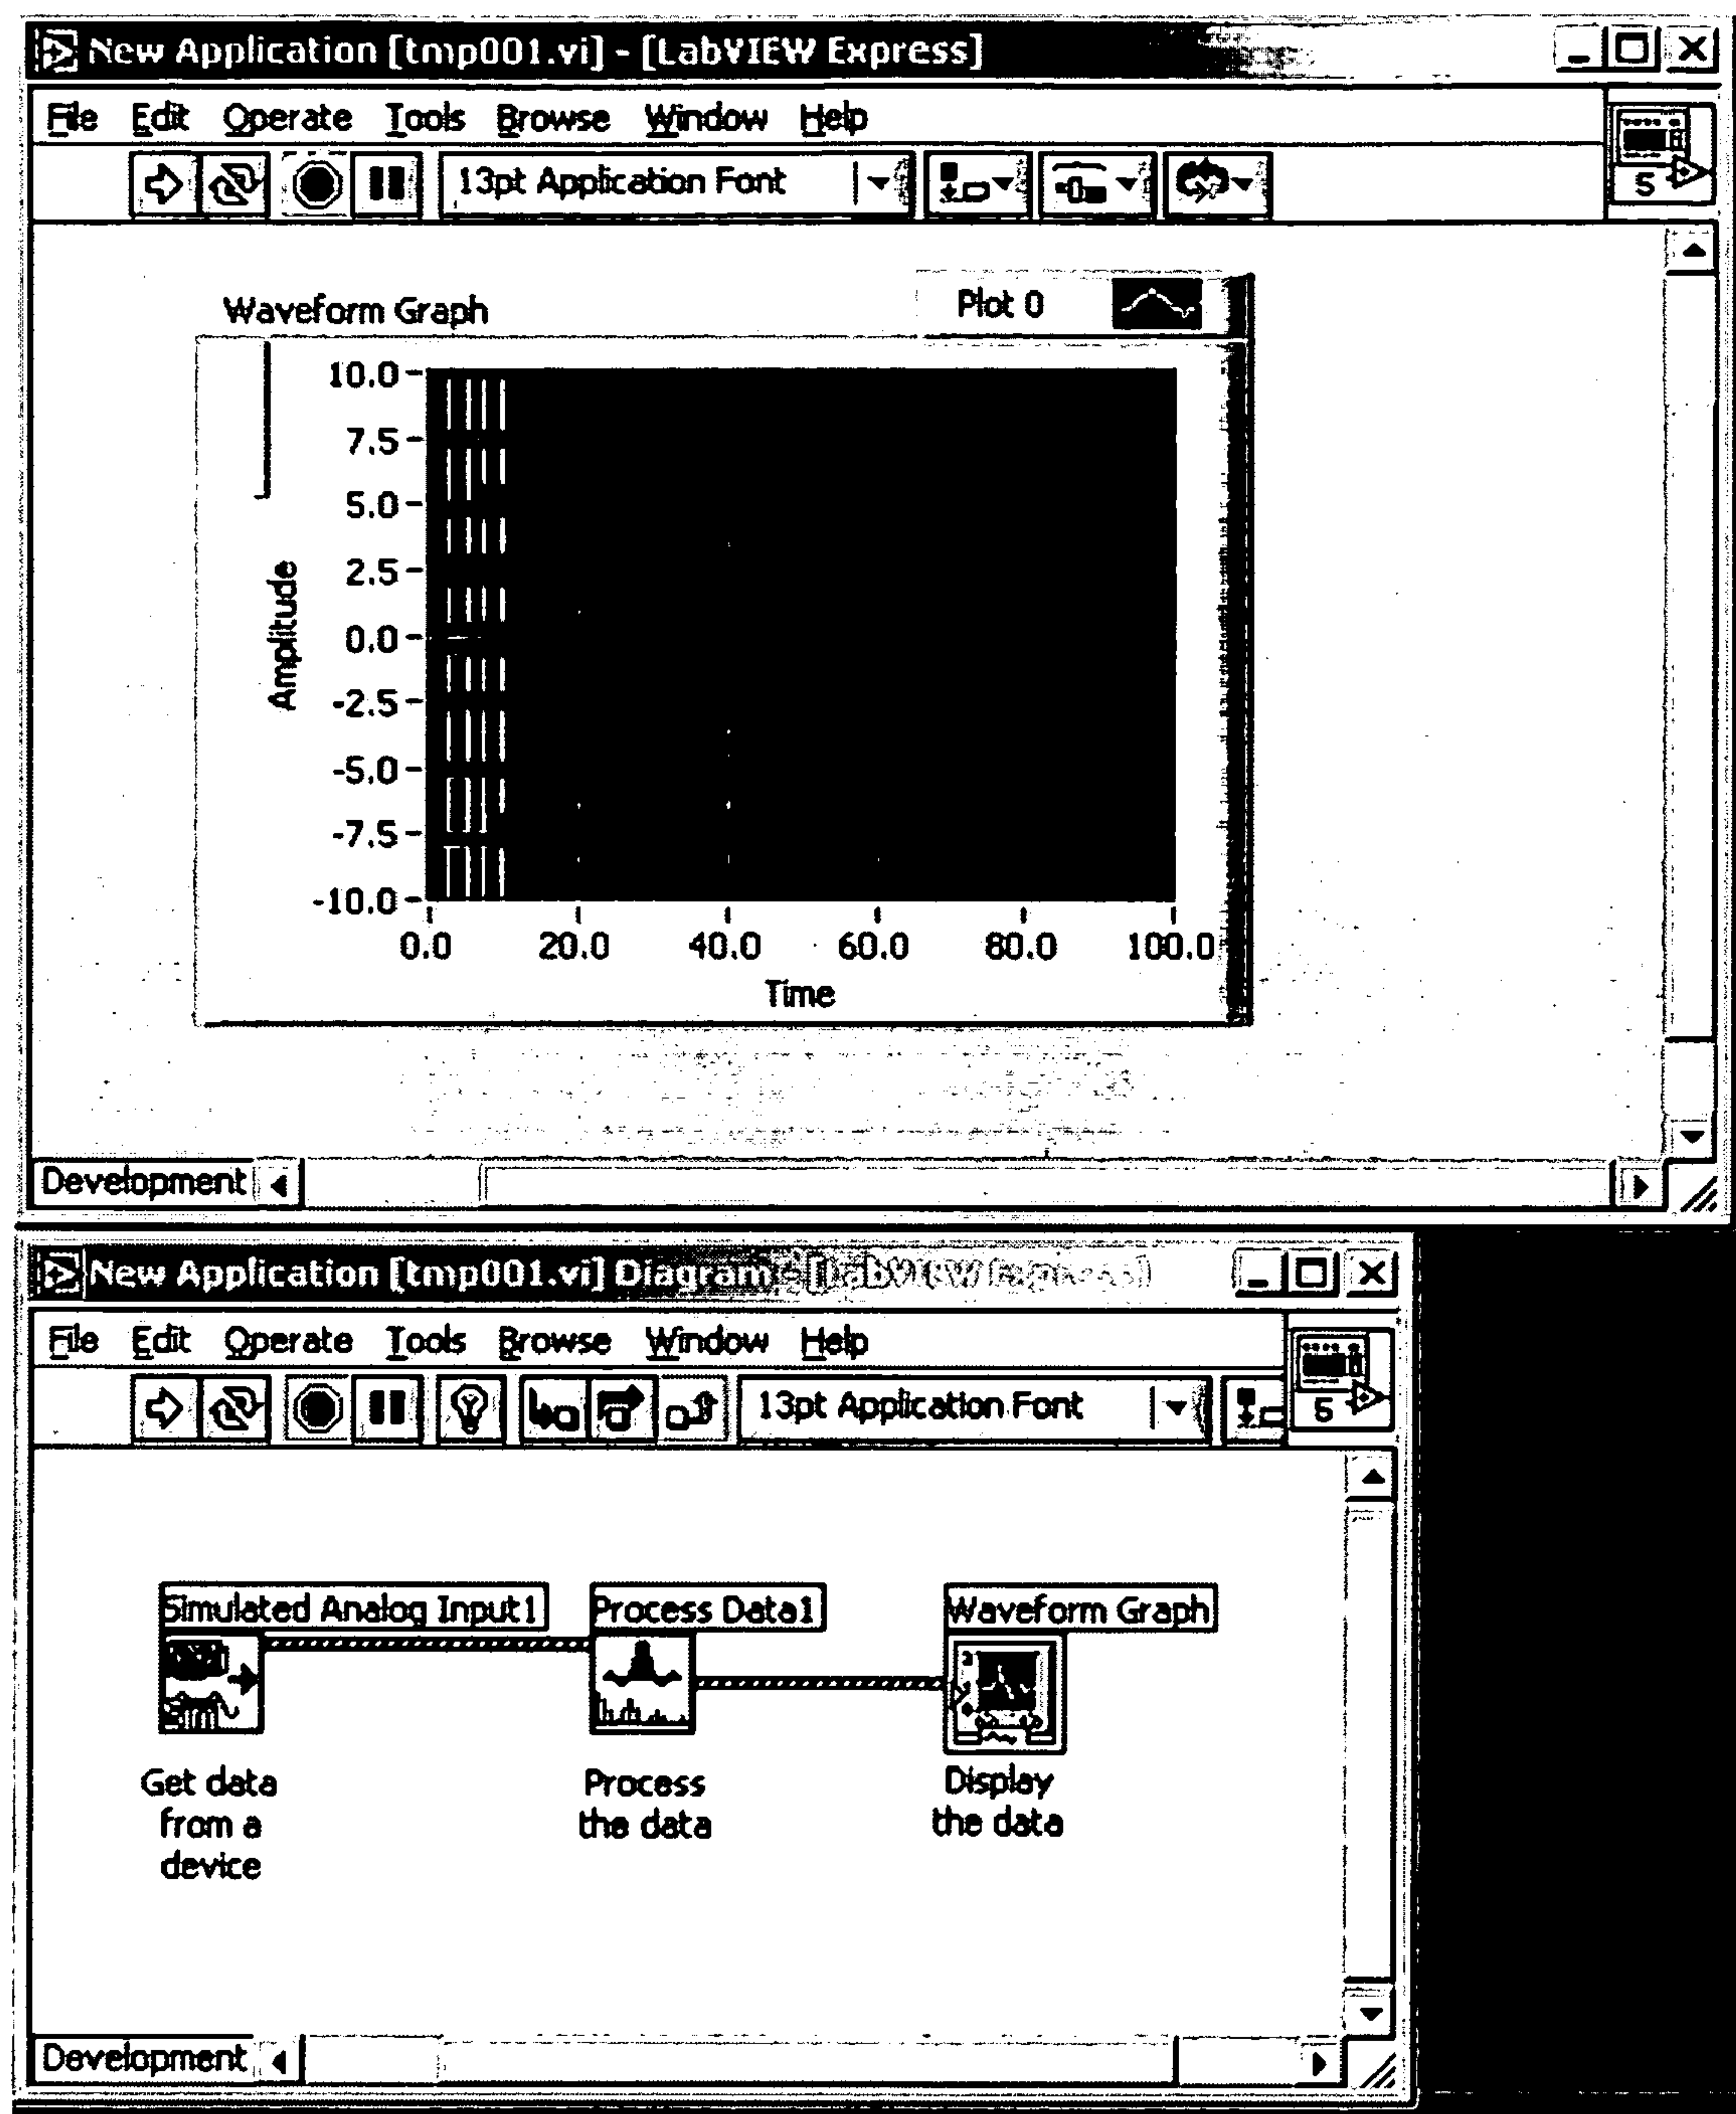 New Application [tmp001.vi] - [LabVIEW Express]
File Edit Operate Tools Browse Window Help
13pt Application Font
5
Waveform Graph
Plot 0
10.0
7.5
5.0
2.5
0.0
-2.5
-5.0
-7.5
-10.0
Amplitude
0.0 20.0 40.0 60.0 80.0 100.0
Time
Development
New Application [tmp001.vi] Diagram - [LabVIEW Express]
File Edit Operate Tools Browse Window Help
13pt Application Font
5
Simulated Analog Input1 Process Data1 Waveform Graph
Sim
Get data Process Display
from a the data the data
device
Development